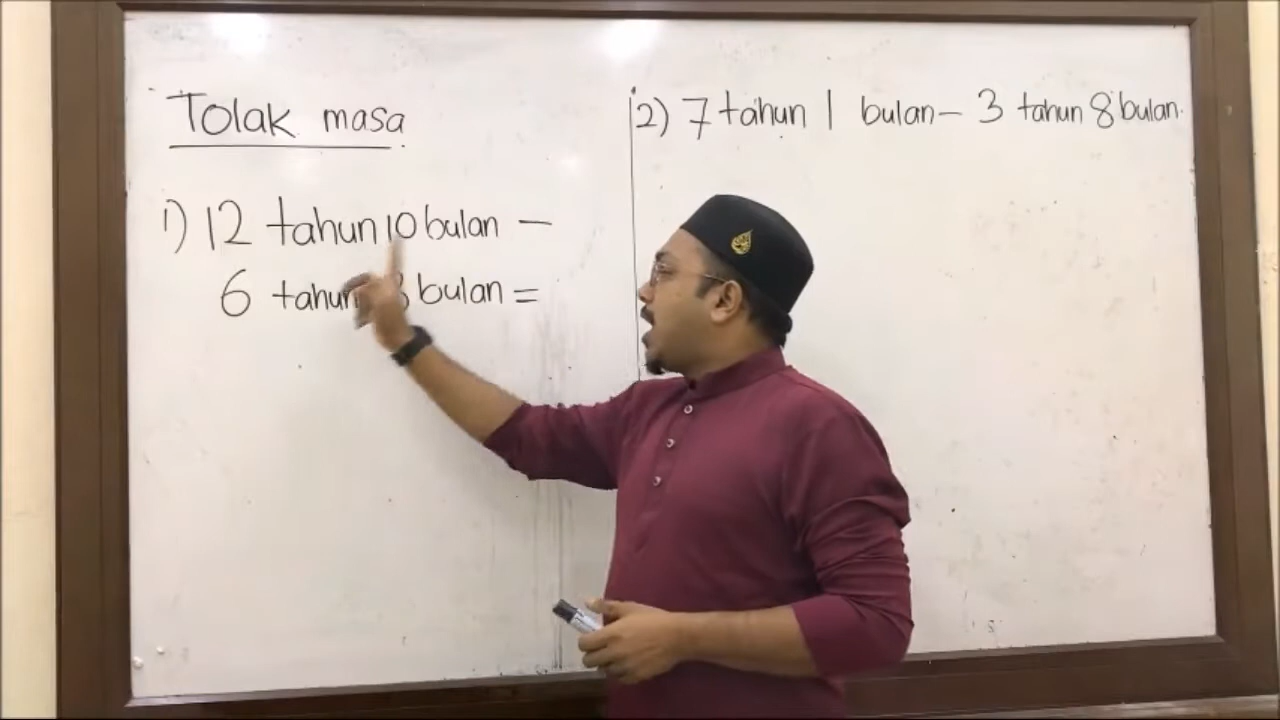 Tolak masa
1) 12 tahun 10 bulan –
6 tahun 8 bulan =
2) 7 tahun 1 bulan – 3 tahun 8 bulan.